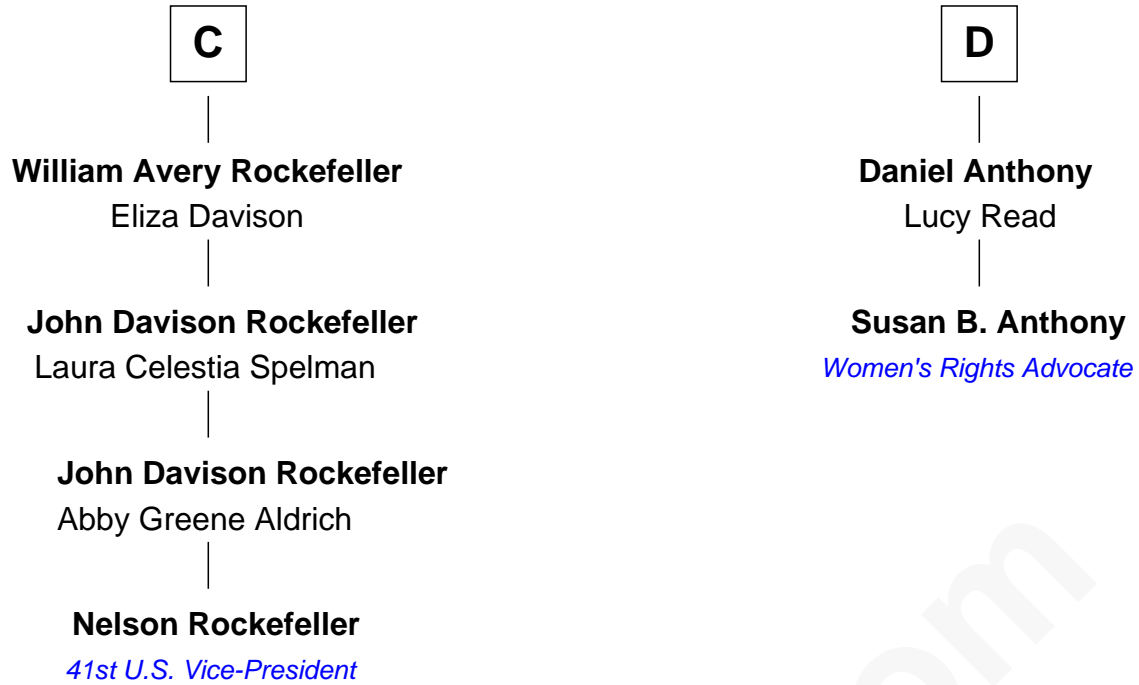 C
William Avery Rockefeller
Eliza Davison
John Davison Rockefeller
Laura Celestia Spelman
John Davison Rockefeller
Abby Greene Aldrich
Nelson Rockefeller
41st U.S. Vice-President
D
Daniel Anthony
Lucy Read
Susan B. Anthony
Women's Rights Advocate
om